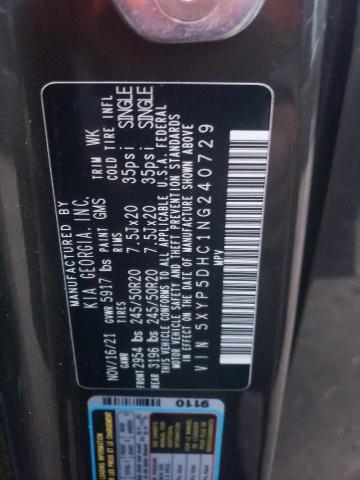 MANUFACTURED BY
KIA GEORGIA, INC.
NOV/16/21 GVWR 5917 lbs PAINT GMS TRIM WK
GAWR TIRES RIMS COLD TIRE INFL
FRONT 2954 lbs 245/50R20 7.5Jx20 35psi SINGLE
REAR 3196 lbs 245/50R20 7.5Jx20 35psi SINGLE
THIS VEHICLE CONFORMS TO ALL APPLICABLE U.S.A. FEDERAL
MOTOR VEHICLE SAFETY AND THEFT PREVENTION STANDARDS
IN EFFECT ON THE DATE OF MANUFACTURE SHOWN ABOVE
VIN 5XYP5DHC1NG240729
MPV
9110